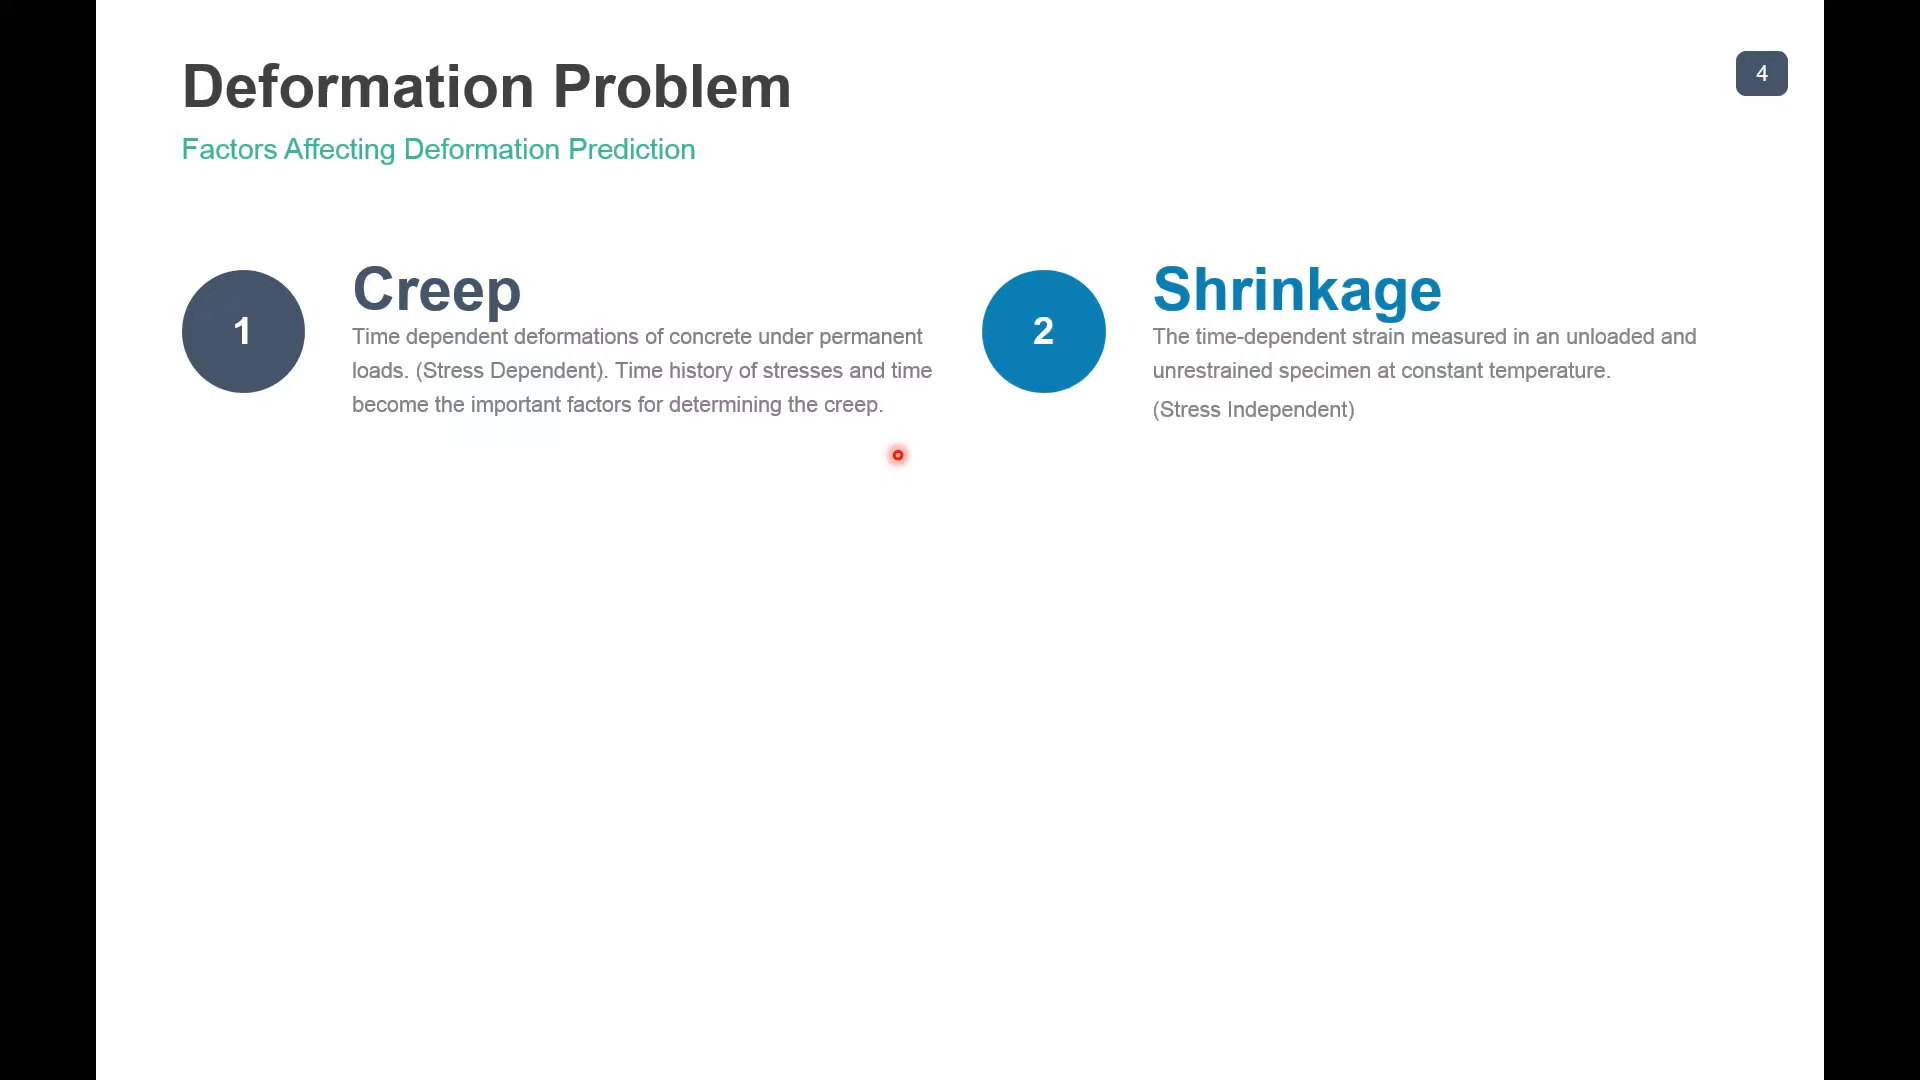 Deformation Problem
4
Factors Affecting Deformation Prediction
1
Creep
Time dependent deformations of concrete under permanent
loads. (Stress Dependent). Time history of stresses and time
become the important factors for determining the creep.
2
Shrinkage
The time-dependent strain measured in an unloaded and
unrestrained specimen at constant temperature.
(Stress Independent)